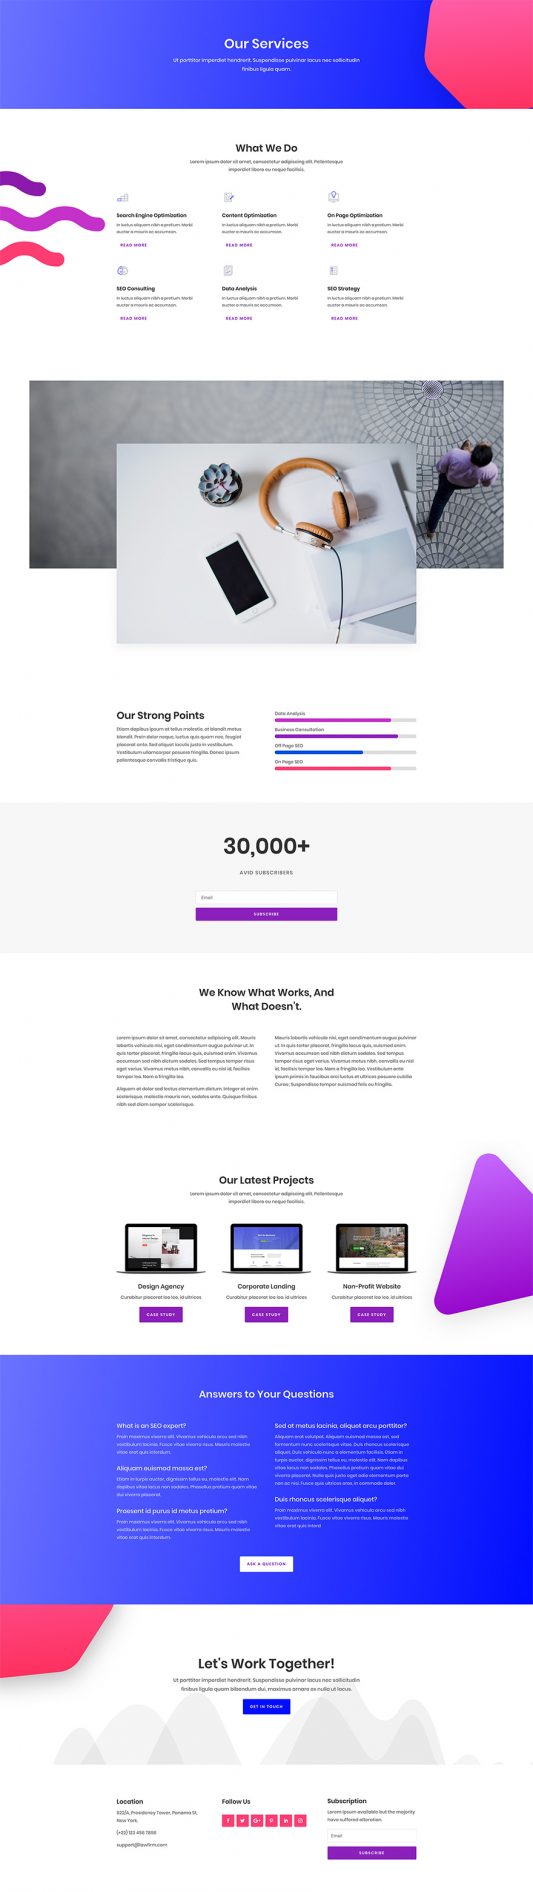 Our Services
Ut porttitor imperdiet hendrerit. Suspendisse pulvinar lacus nec sollicitudin
finibus ligula quam.
What We Do
Lorem ipsum dolor sit amet, consectetur adipiscing elit. Pellentesque
imperdiet libero eu neque facilisis.
Search Engine Optimization
In luctus aliquam nibh a pretium. Morbi
auctor a mauris ac accumsan.
READ MORE
Content Optimization
In luctus aliquam nibh a pretium. Morbi
auctor a mauris ac accumsan.
READ MORE
On Page Optimization
In luctus aliquam nibh a pretium. Morbi
auctor a mauris ac accumsan.
READ MORE
SEO Consulting
In luctus aliquam nibh a pretium. Morbi
auctor a mauris ac accumsan.
READ MORE
Data Analysis
In luctus aliquam nibh a pretium. Morbi
auctor a mauris ac accumsan.
READ MORE
SEO Strategy
In luctus aliquam nibh a pretium. Morbi
auctor a mauris ac accumsan.
READ MORE
Our Strong Points
Etiam dapibus ipsum at tellus molestie, at blandit metus
blandit. Proin dolor neque, luctus quis quam nec, feugiat
placerat ante. Sed aliquat iaculis justo in vestibulum.
Vestibulum ullamcorper posuere fringilla. Donec ipsum
pellentesque convallis tristique quis.
Data Analysis
Business Consultation
Off Page SEO
On Page SEO
30,000+
AVID SUBSCRIBERS
Email
SUBSCRIBE
We Know What Works, And
What Doesn't.
Lorem ipsum dolor sit amet, consectetur adipiscing elit. Mauris
lobortis vehicula nisi, eget condimentum augue pulvinar ut. In
quis tortor placerat, fringilla lacus quis, euismod enim. Vivamus
accumsan sed nibh dictum sodales. Sed tempus tempor risus
eget varius. Vivamus metus nibh, convallis eu nisl id, facilisis
tempor leo. Nam a fringilla leo.
Aliquam at dolor sed lectus elementum dictum. Integer at enim
scelerisque, molestie mauris non, sodales ante. Quisque finibus
nibh sed diam semper scelerisque.
Mauris lobortis vehicula nisi, eget condimentum augue pulvinar
ut. In quis tortor placerat, fringilla lacus quis, euismod enim.
Vivamus accumsan sed nibh dictum sodales. Sed tempus
tempor risus eget varius. Vivamus metus nibh, convallis eu nisl
id, facilisis tempor leo. Nam a fringilla leo. Vestibulum ante
ipsum primis in faucibus orci luctus et ultrices posuere cubilia
Curae; Suspendisse tempor euismod felis eu fringilla.
Our Latest Projects
Lorem ipsum dolor sit amet, consectetur adipiscing elit. Pellentesque
imperdiet libero eu neque facilisis.
Design Agency
Curabitur placerat leo leo, id ultrices
CASE STUDY
Corporate Landing
Curabitur placerat leo leo, id ultrices
CASE STUDY
Non-Profit Website
Curabitur placerat leo leo, id ultrices
CASE STUDY
Answers to Your Questions
What is an SEO expert?
Proin maximus viverra elit. Vivamus vehicula arcu sed nibh
vestibulum lacinia. Fusce vitae viverra risus. Mauris molestie
vitae erat quis interdum.
Aliquam euismod massa est?
Etiam in turpis auctor, dignissim tellus eu, molestie elit. Nam
dapibus vitae lacus non sodales. Phasellus pretium quam vitae
dui viverra placerat.
Praesent id purus id metus pretium?
Proin maximus viverra elit. Vivamus vehicula arcu sed nibh
vestibulum lacinia. Fusce vitae viverra risus. Mauris molestie
vitae erat quis interdum.
Sed at metus lacinia, aliquet arcu porttitor?
Aliquam erat volutpat. Aliquam euismod massa est, sed
fermentum nunc scelerisque vitae. Duis rhoncus scelerisque
aliquet. Duis vehicula nunc a elementum facilisis. Etiam in
turpis auctor, dignissim tellus eu, molestie elit. Nam dapibus
vitae lacus non sodales. Phasellus pretium quam vitae dui
viverra placerat. Nulla quis justo eget odio elementum porta
non ac nisi. Fusce quis ultrices eros, in commodo dolor.
Duis rhoncus scelerisque aliquet?
Proin maximus viverra elit. Vivamus vehicula arcu sed nibh
vestibulum lacinia. Fusce vitae viverra risus. Mauris molestie
vitae erat quis interd
ASK A QUESTION
Let's Work Together!
Ut porttitor imperdiet hendrerit. Suspendisse pulvinar lacus nec sollicitudin
finibus ligula quam bibendum dui, maximus ornare ex nulla ut lacus.
GET IN TOUCH
Location
New York.
(+22) 123 456 7888
support@lawfirm.com
Follow Us
Subscription
Lorem ipsum available but the majority
have suffered alteration.
Email
SUBSCRIBE